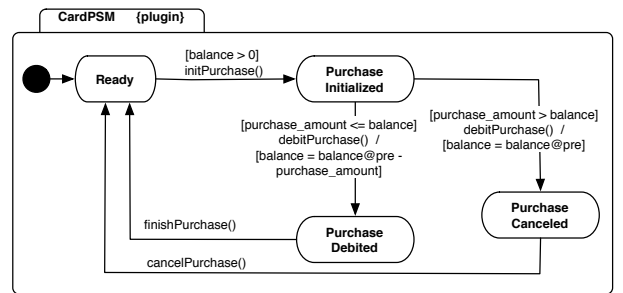 CardPSM {plugin}
[balance > 0]
initPurchase()
Ready
Purchase
Initialized
[purchase_amount <= balance]
debitPurchase() /
[balance = balance@pre -
purchase_amount]
[purchase_amount > balance]
debitPurchase() /
[balance = balance@pre]
Purchase
Canceled
finishPurchase()
Purchase
Debited
cancelPurchase()